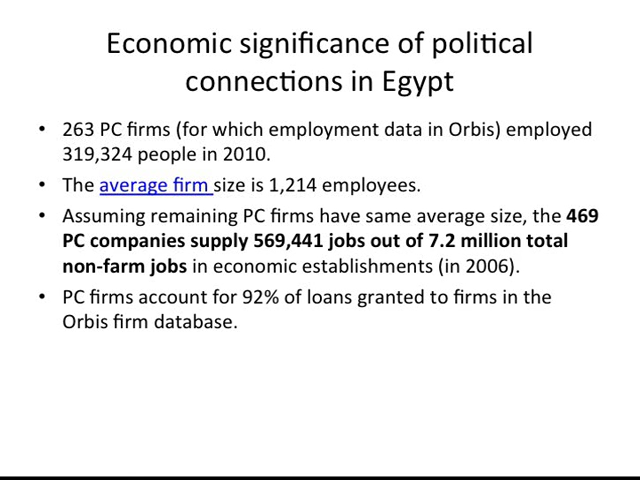 Economic significance of political
connections in Egypt
• 263 PC firms (for which employment data in Orbis) employed
319,324 people in 2010.
• The average firm size is 1,214 employees.
• Assuming remaining PC firms have same average size, the 469
PC companies supply 569,441 jobs out of 7.2 million total
non-farm jobs in economic establishments (in 2006).
• PC firms account for 92% of loans granted to firms in the
Orbis firm database.